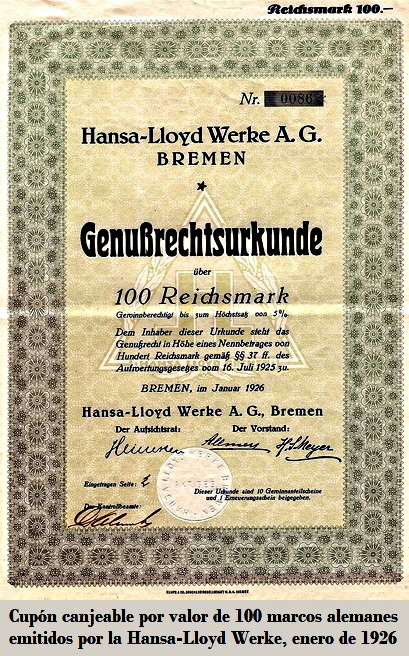 Reichsmark 100.—
Nr. 0086
Hansa-Lloyd Werke A. G.
BREMEN
Genußrechtsurkunde
über
100 Reichsmark
Gewinnberechtigt bis zum Höchstsatz von 5%.
Dem Inhaber dieser Urkunde steht das
Genußrecht in Höhe eines Nennbetrages von
Hundert Reichsmark gemäß §§ 37 ff. des
Aufwertungsgesetzes vom 16. Juli 1925 zu.
BREMEN, im Januar 1926
Hansa-Lloyd Werke A. G., Bremen
Der Aufsichtsrat: Der Vorstand:
Eingetragen Seite: 2
Dieser Urkunde sind 10 Gewinnanteilscheine
und 1 Erneuerungsschein beigegeben.
Der Kontrollbeamte:
Cupón canjeable por valor de 100 marcos alemanes
emitidos por la Hansa-Lloyd Werke, enero de 1926